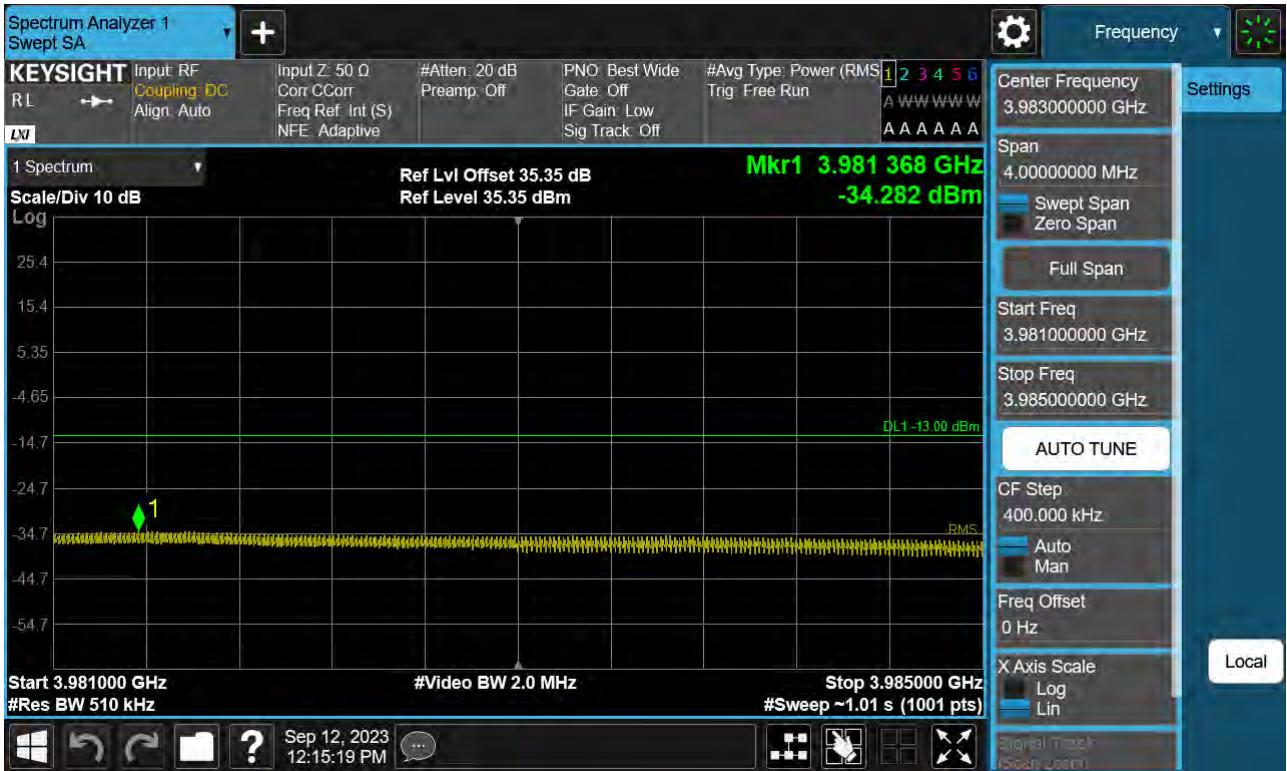 Spectrum Analyzer 1
Swept SA
Frequency
KEYSIGHT
RL
LXI
Input: RF
Coupling: DC
Align: Auto
Input Z: 50 Ω
Corr CCorr
Freq Ref: Int (S)
NFE: Adaptive
#Atten: 20 dB
Preamp: Off
PNO: Best Wide
Gate: Off
IF Gain: Low
Sig Track: Off
#Avg Type: Power (RMS
Trig: Free Run
1 2 3 4 5 6
A W W W W W
A A A A A A
1 Spectrum
Scale/Div 10 dB
Log
Ref Lvl Offset 35.35 dB
Ref Level 35.35 dBm
Mkr1 3.981 368 GHz
-34.282 dBm
25.4
15.4
5.35
-4.65
-14.7
-24.7
-34.7
-44.7
-54.7
DL1 -13.00 dBm
1
RMS
Start 3.981000 GHz
#Res BW 510 kHz
#Video BW 2.0 MHz
Stop 3.985000 GHz
#Sweep ~1.01 s (1001 pts)
Center Frequency
3.983000000 GHz
Span
4.00000000 MHz
Swept Span
Zero Span
Full Span
Start Freq
3.981000000 GHz
Stop Freq
3.985000000 GHz
AUTO TUNE
CF Step
400.000 kHz
Auto
Man
Freq Offset
0 Hz
X Axis Scale
Log
Lin
Signal Track
(Span Zoom)
Settings
Local
?
Sep 12, 2023
12:15:19 PM